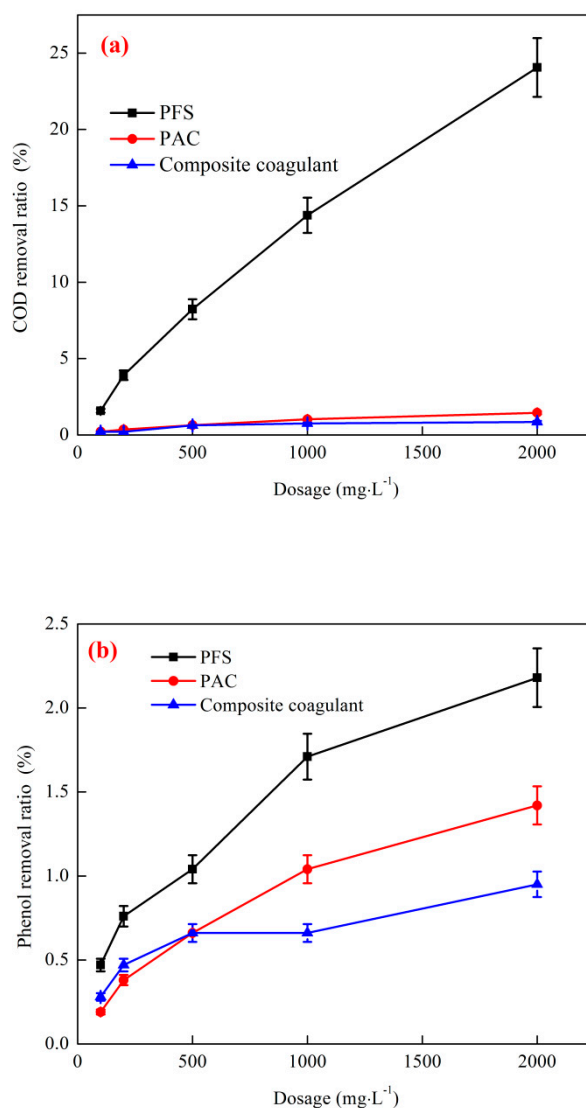 (a)
PFS
PAC
Composite coagulant
COD removal ratio (%)
25
20
15
10
5
0
0 500 1000 1500 2000
Dosage (mg·L⁻¹)
(b)
PFS
PAC
Composite coagulant
Phenol removal ratio (%)
2.5
2.0
1.5
1.0
0.5
0.0
0 500 1000 1500 2000
Dosage (mg·L⁻¹)